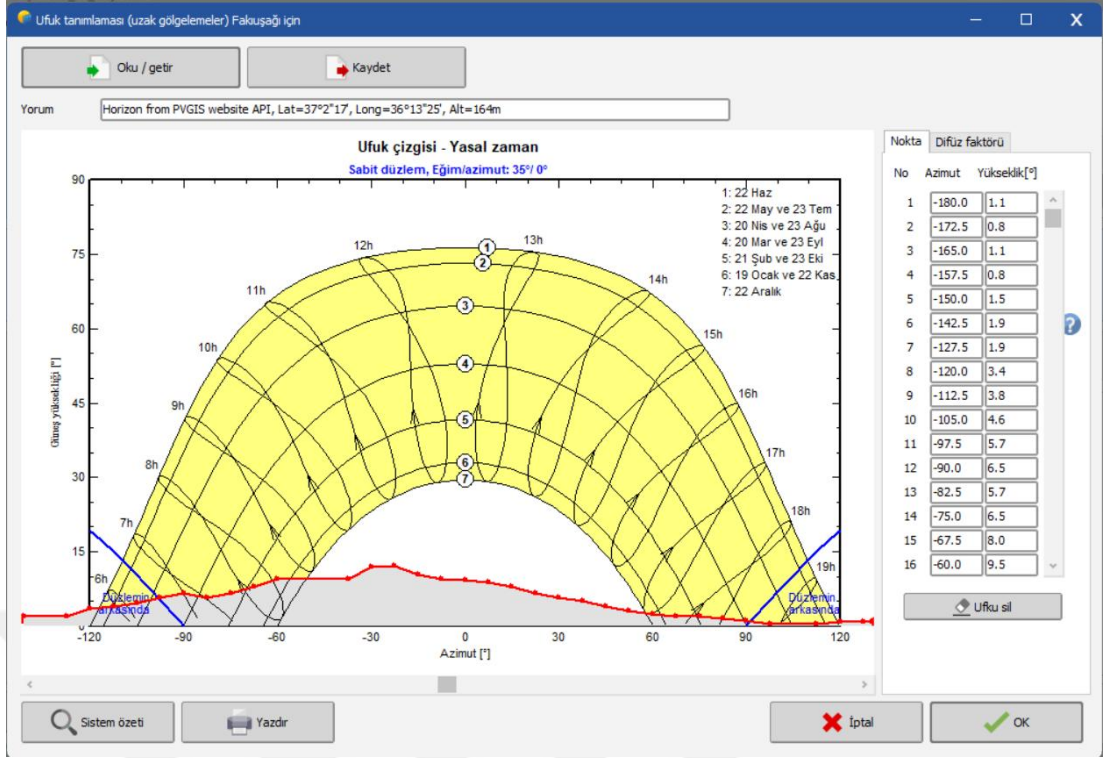 Ufuk tanımlaması (uzak gölgelemeler) Fakıuşağı için
Oku / getir
Kaydet
Yorum
Horizon from PVGIS website API, Lat=37°2"17', Long=36°13"25', Alt=164m
Ufuk çizgisi - Yasal zaman
Sabit düzlem, Eğim/azimut: 35°/ 0°
1: 22 Haz
2: 22 May ve 23 Tem
3: 20 Nis ve 23 Ağu
4: 20 Mar ve 23 Eyl
5: 21 Şub ve 23 Eki
6: 19 Ocak ve 22 Kas
7: 22 Aralık
Güneş yüksekliği [°]
90
75
60
45
30
15
0
6h
7h
8h
9h
10h
11h
12h
13h
14h
15h
16h
17h
18h
19h
1
2
3
4
5
6
7
Düzlemin
arkasında
Düzlemin
arkasında
-120 -90 -60 -30 0 30 60 90 120
Azimut [°]
Nokta Difüz faktörü
No Azimut Yükseklik[°]
1 -180.0 1.1
2 -172.5 0.8
3 -165.0 1.1
4 -157.5 0.8
5 -150.0 1.5
6 -142.5 1.9
7 -127.5 1.9
8 -120.0 3.4
9 -112.5 3.8
10 -105.0 4.6
11 -97.5 5.7
12 -90.0 6.5
13 -82.5 5.7
14 -75.0 6.5
15 -67.5 8.0
16 -60.0 9.5
?
Ufku sil
Sistem özeti
Yazdır
İptal
OK